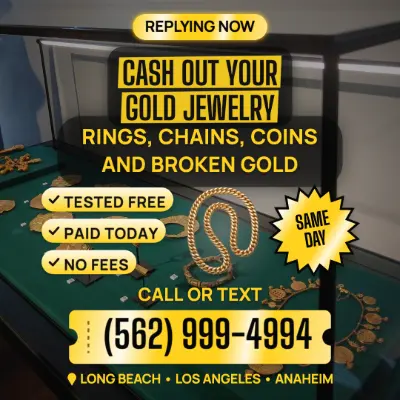 REPLYING NOW
CASH OUT YOUR
GOLD JEWELRY
RINGS, CHAINS, COINS
AND BROKEN GOLD
✓ TESTED FREE
✓ PAID TODAY
✓ NO FEES
SAME
DAY
CALL OR TEXT
(562) 999-4994
LONG BEACH • LOS ANGELES • ANAHEIM